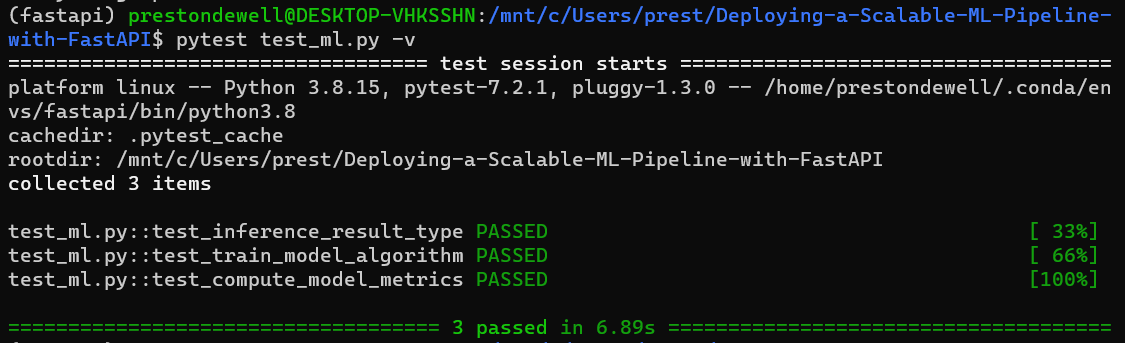 (fastapi) prestondewell@DESKTOP-VHKSSHN:/mnt/c/Users/prest/Deploying-a-Scalable-ML-Pipeline-
with-FastAPI$ pytest test_ml.py -v
=================================== test session starts ====================================
platform linux -- Python 3.8.15, pytest-7.2.1, pluggy-1.3.0 -- /home/prestondewell/.conda/en
vs/fastapi/bin/python3.8
cachedir: .pytest_cache
rootdir: /mnt/c/Users/prest/Deploying-a-Scalable-ML-Pipeline-with-FastAPI
collected 3 items

test_ml.py::test_inference_result_type PASSED                                        [ 33%]
test_ml.py::test_train_model_algorithm PASSED                                        [ 66%]
test_ml.py::test_compute_model_metrics PASSED                                        [100%]

==================================== 3 passed in 6.89s =====================================